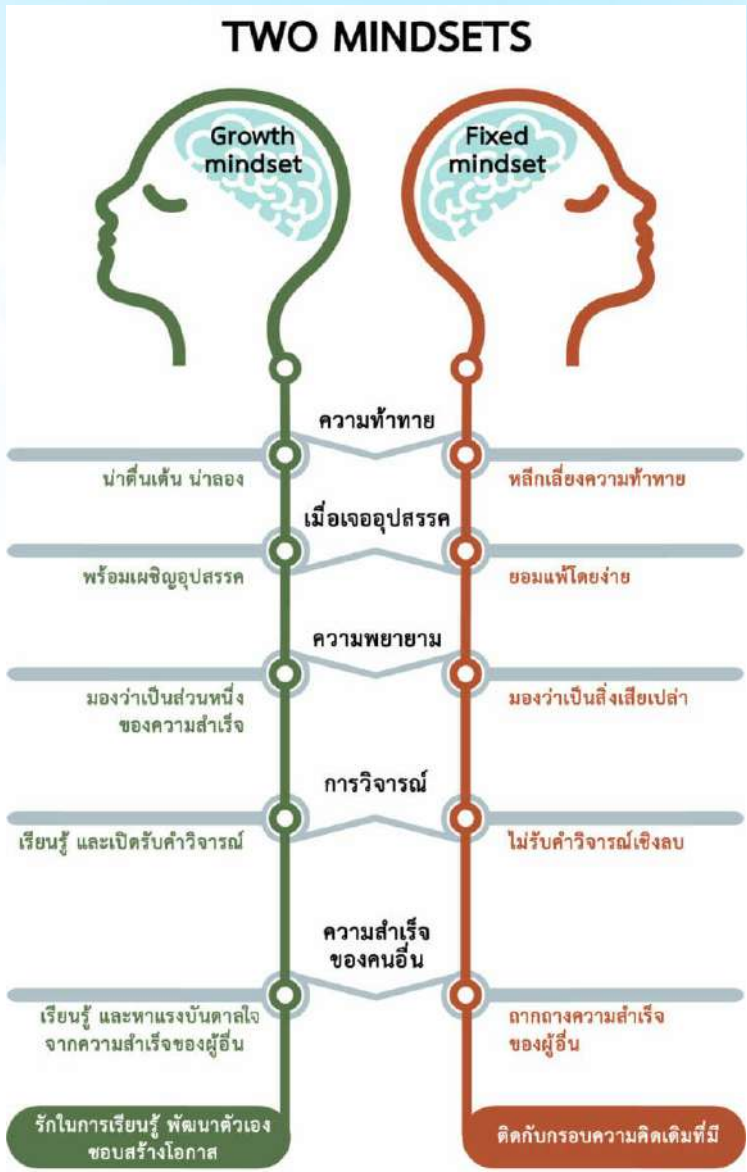 TWO MINDSETS
Growth
mindset
Fixed
mindset
ความท้าทาย
น่าตื่นเต้น น่าลอง
หลีกเลี่ยงความท้าทาย
เมื่อเจออุปสรรค
พร้อมเผชิญอุปสรรค
ยอมแพ้โดยง่าย
ความพยายาม
มองว่าเป็นส่วนหนึ่ง
ของความสำเร็จ
มองว่าเป็นสิ่งเสียเปล่า
การวิจารณ์
เรียนรู้ และเปิดรับคำวิจารณ์
ไม่รับคำวิจารณ์เชิงลบ
ความสำเร็จ
ของคนอื่น
เรียนรู้ และหาแรงบันดาลใจ
จากความสำเร็จของผู้อื่น
ถากถางความสำเร็จ
ของผู้อื่น
รักในการเรียนรู้ พัฒนาตัวเอง
ชอบสร้างโอกาส
ติดกับกรอบความคิดเดิมที่มี